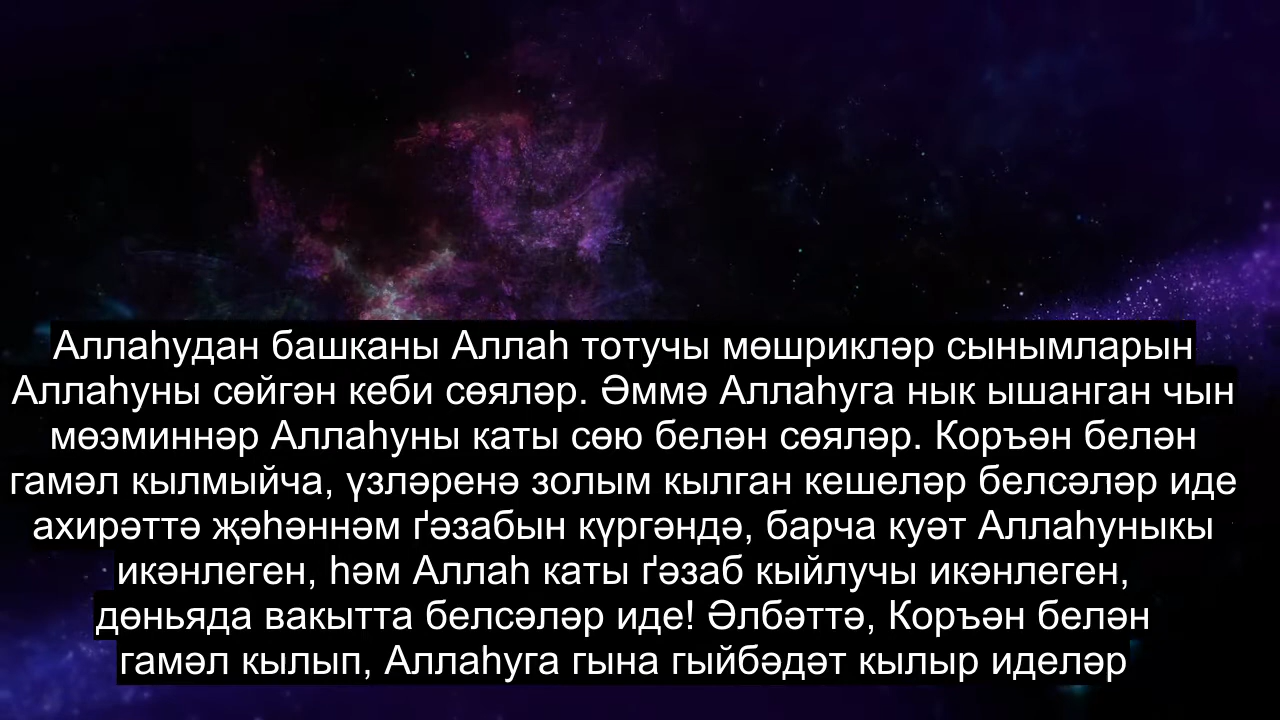 Аллаһудан башканы Аллаһ тотучы мөшрикләр сынымларын
Аллаһуны сөйгән кеби сөяләр. Әммә Аллаһуга нык ышанган чын
мөэминнәр Аллаһуны каты сөю белән сөяләр. Коръән белән
гамәл кылмыйча, үзләренә золым кылган кешеләр белсәләр иде
ахирәттә җәһәннәм ґәзабын күргәндә, барча куәт Аллаһуныкы
икәнлеген, һәм Аллаһ каты ґәзаб кыйлучы икәнлеген,
дөньяда вакытта белсәләр иде! Әлбәттә, Коръән белән
гамәл кылып, Аллаһуга гына гыйбәдәт кылыр иделәр